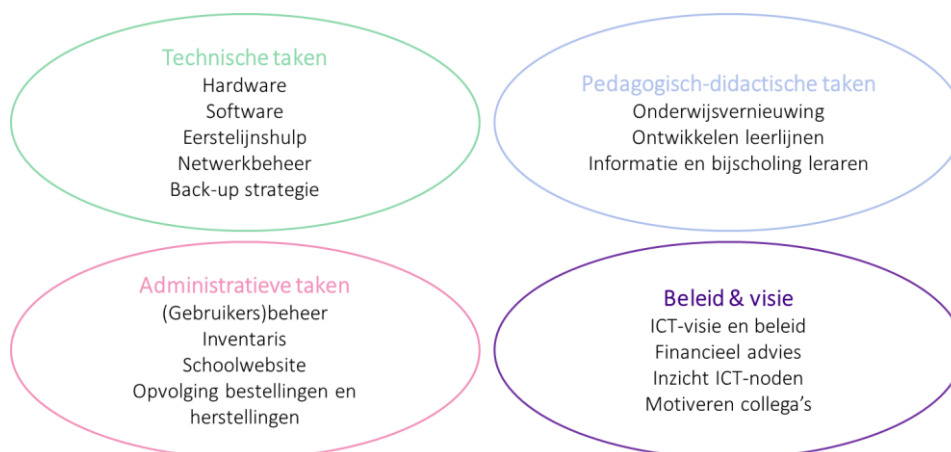 Technische taken
Hardware
Software
Eerstelijnshulp
Netwerkbeheer
Back-up strategie
Pedagogisch-didactische taken
Onderwijsvernieuwing
Ontwikkelen leerlijnen
Informatie en bijscholing leraren
Administratieve taken
(Gebruikers)beheer
Inventaris
Schoolwebsite
Opvolging bestellingen en
herstellingen
Beleid & visie
ICT-visie en beleid
Financieel advies
Inzicht ICT-noden
Motiveren collega's